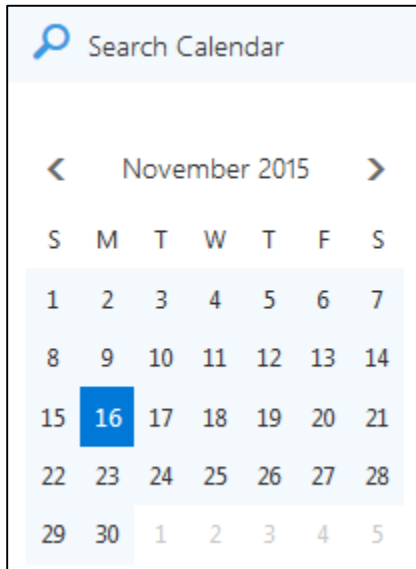 Search Calendar
< November 2015 >
S M T W T F S
1 2 3 4 5 6 7
8 9 10 11 12 13 14
15 16 17 18 19 20 21
22 23 24 25 26 27 28
29 30 1 2 3 4 5